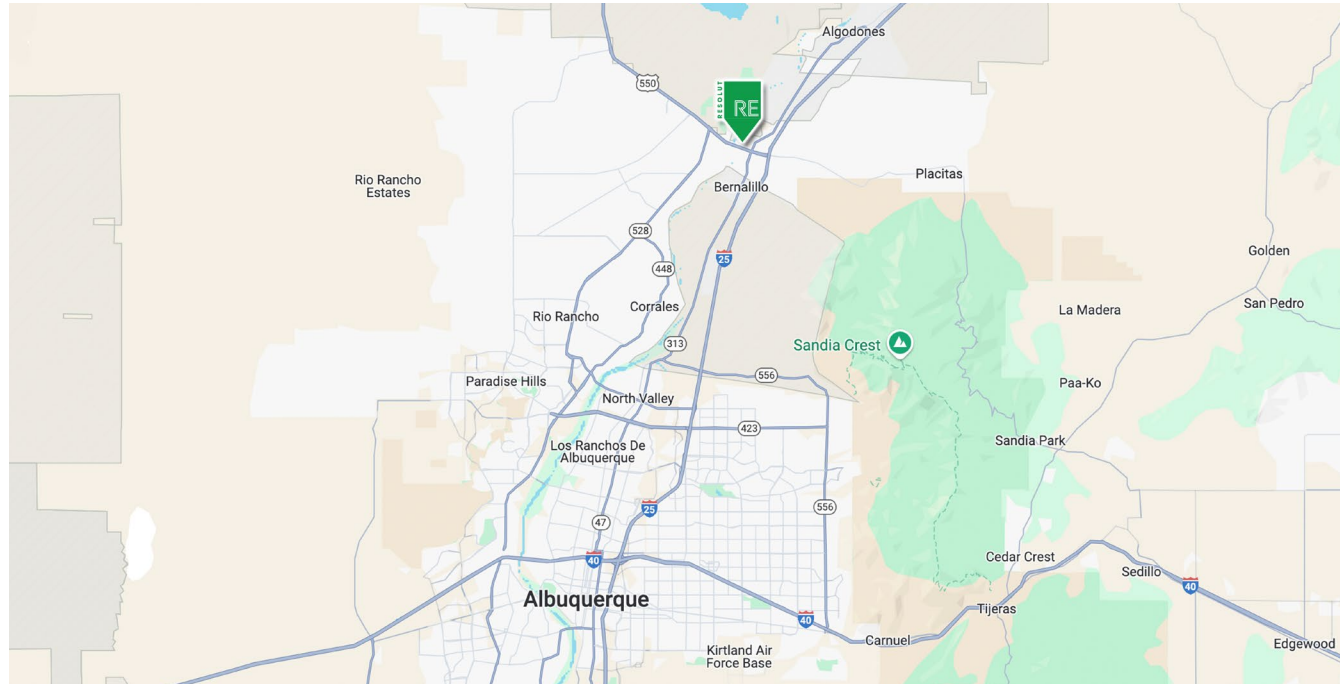 Algodones
550
RESOLUT
RE
Rio Rancho
Estates
Placitas
Bernalillo
528
25
448
Golden
Corrales
San Pedro
La Madera
Rio Rancho
313
Sandia Crest
556
Paradise Hills
Paa-Ko
North Valley
423
Los Ranchos De
Albuquerque
Sandia Park
25
556
47
40
Cedar Crest
Sedillo
40
Albuquerque
Tijeras
40
Carnuel
Edgewood
Kirtland Air
Force Base